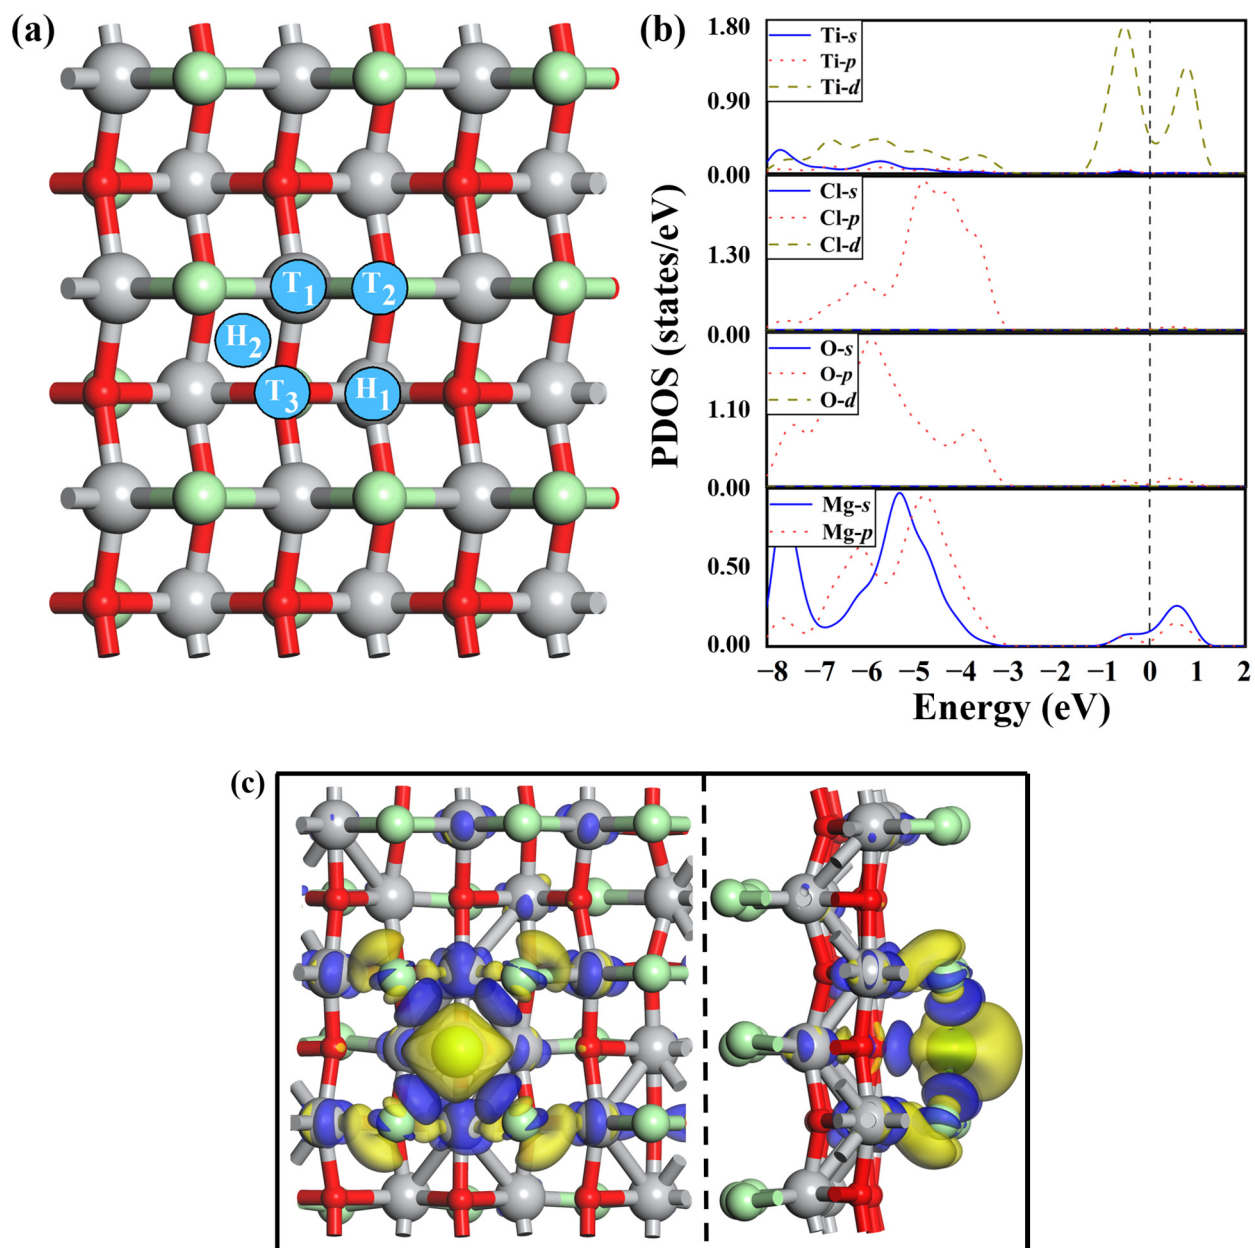 (a)
T1
T2
H2
T3
H1
(b)
PDOS (states/eV)
1.80
0.90
0.00
Ti-s
Ti-p
Ti-d
1.30
0.00
Cl-s
Cl-p
Cl-d
1.10
0.00
O-s
O-p
O-d
0.50
0.00
Mg-s
Mg-p
−8 −7 −6 −5 −4 −3 −2 −1 0 1 2
Energy (eV)
(c)